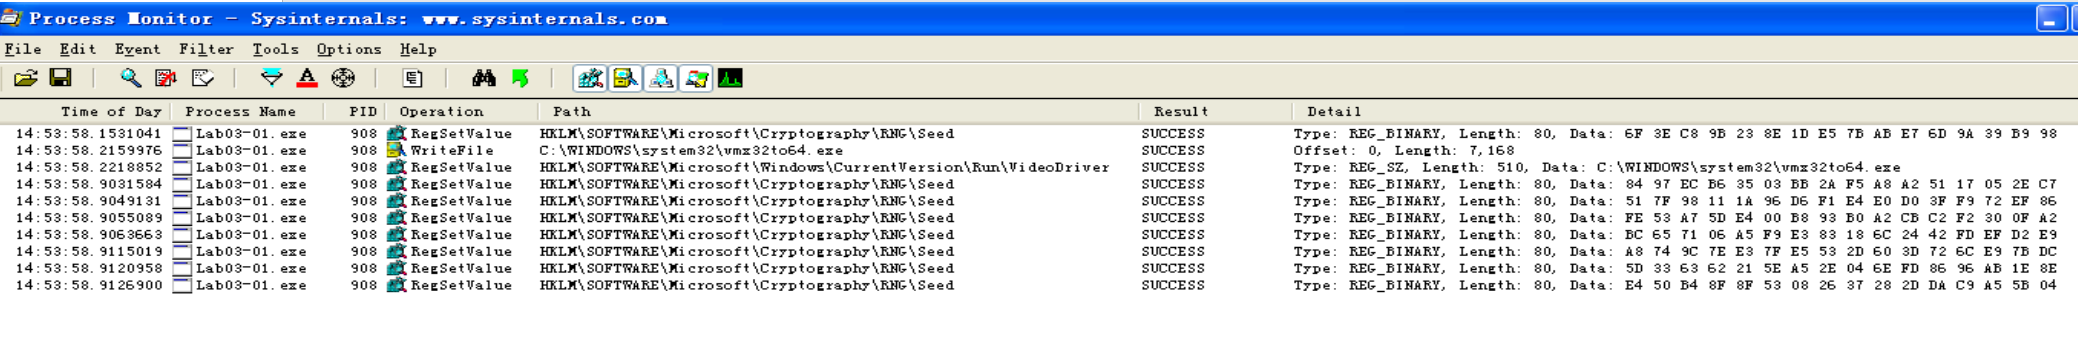 Process Monitor - Sysinternals: www.sysinternals.com
File Edit Event Filter Tools Options Help
Time of Day Process Name PID Operation Path Result Detail
14:53:58.1531041 Lab03-01.exe 908 RegSetValue HKLM\SOFTWARE\Microsoft\Cryptography\RNG\Seed SUCCESS Type: REG_BINARY, Length: 80, Data: 6F 3E C8 9B 23 8E 1D E5 7B AB E7 6D 9A 39 B9 98
14:53:58.2159976 Lab03-01.exe 908 WriteFile C:\WINDOWS\system32\vmx32to64.exe SUCCESS Offset: 0, Length: 7,168
14:53:58.2218852 Lab03-01.exe 908 RegSetValue HKLM\SOFTWARE\Microsoft\Windows\CurrentVersion\Run\VideoDriver SUCCESS Type: REG_SZ, Length: 510, Data: C:\WINDOWS\system32\vmx32to64.exe
14:53:58.9031584 Lab03-01.exe 908 RegSetValue HKLM\SOFTWARE\Microsoft\Cryptography\RNG\Seed SUCCESS Type: REG_BINARY, Length: 80, Data: 84 97 EC B6 35 03 BB 2A F5 A8 A2 51 17 05 2E C7
14:53:58.9049131 Lab03-01.exe 908 RegSetValue HKLM\SOFTWARE\Microsoft\Cryptography\RNG\Seed SUCCESS Type: REG_BINARY, Length: 80, Data: 51 7F 98 11 1A 96 D6 F1 E4 E0 D0 3F F9 72 EF 86
14:53:58.9055089 Lab03-01.exe 908 RegSetValue HKLM\SOFTWARE\Microsoft\Cryptography\RNG\Seed SUCCESS Type: REG_BINARY, Length: 80, Data: FE 53 A7 5D E4 00 B8 93 B0 A2 CB C2 F2 30 0F A2
14:53:58.9063663 Lab03-01.exe 908 RegSetValue HKLM\SOFTWARE\Microsoft\Cryptography\RNG\Seed SUCCESS Type: REG_BINARY, Length: 80, Data: BC 65 71 06 A5 F9 E3 83 18 6C 24 42 FD EF D2 E9
14:53:58.9115019 Lab03-01.exe 908 RegSetValue HKLM\SOFTWARE\Microsoft\Cryptography\RNG\Seed SUCCESS Type: REG_BINARY, Length: 80, Data: A8 74 9C 7E E3 7F E5 53 2D 60 3D 72 6C E9 7B DC
14:53:58.9120958 Lab03-01.exe 908 RegSetValue HKLM\SOFTWARE\Microsoft\Cryptography\RNG\Seed SUCCESS Type: REG_BINARY, Length: 80, Data: 5D 33 63 62 21 5E A5 2E 04 6E FD 86 96 AB 1E 8E
14:53:58.9126900 Lab03-01.exe 908 RegSetValue HKLM\SOFTWARE\Microsoft\Cryptography\RNG\Seed SUCCESS Type: REG_BINARY, Length: 80, Data: E4 50 B4 8F 8F 53 08 26 37 28 2D DA C9 A5 5B 04